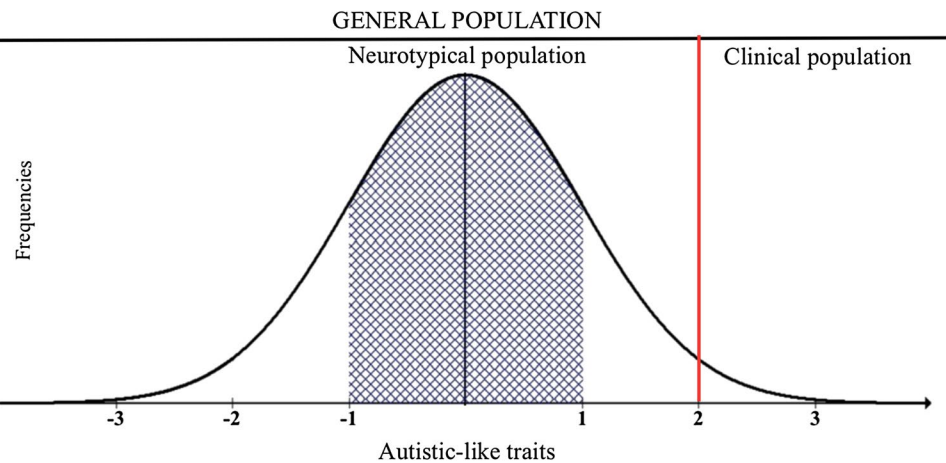 GENERAL POPULATION
Neurotypical population
Clinical population
Frequencies
-3 -2 -1 1 2 3
Autistic-like traits